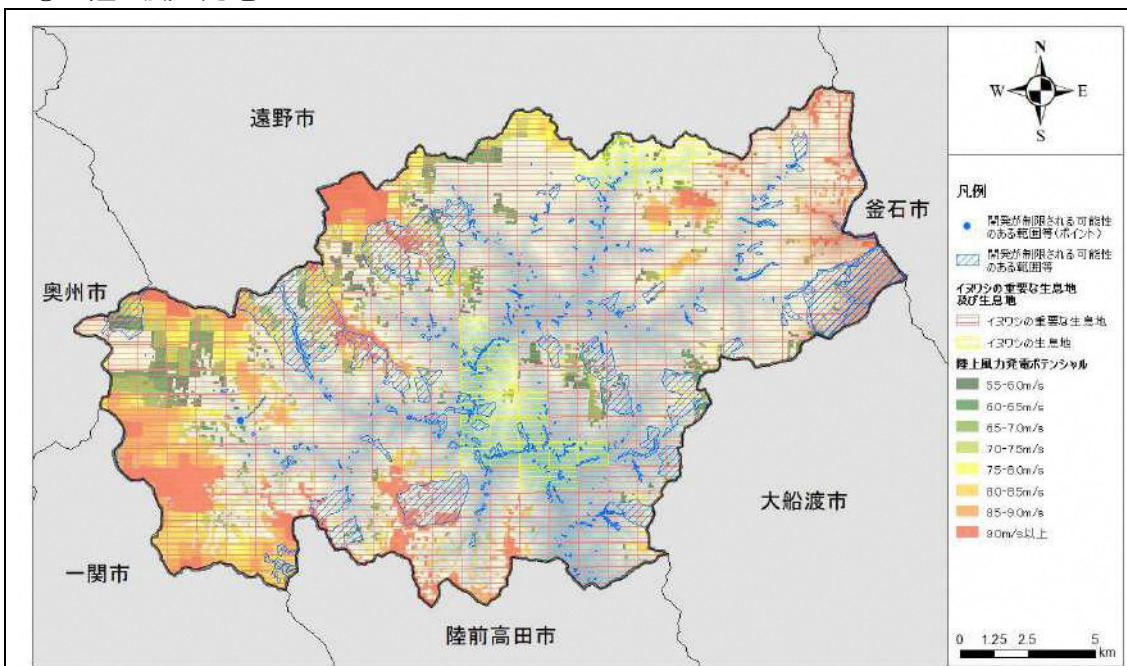 遠野市
釜石市
奥州市
大船渡市
一関市
陸前高田市
N
W
E
S
凡例
開発が制限される可能性
のある範囲等(ポイント)
開発が制限される可能性
のある範囲等
イヌワシの重要な生息地
及び生息地
イヌワシの重要な生息地
イヌワシの生息地
陸上風力発電ポテンシャル
5.5-6.0m/s
6.0-6.5m/s
6.5-7.0m/s
7.0-7.5m/s
7.5-8.0m/s
8.0-8.5m/s
8.5-9.0m/s
9.0m/s以上
0 1.25 2.5 5
km